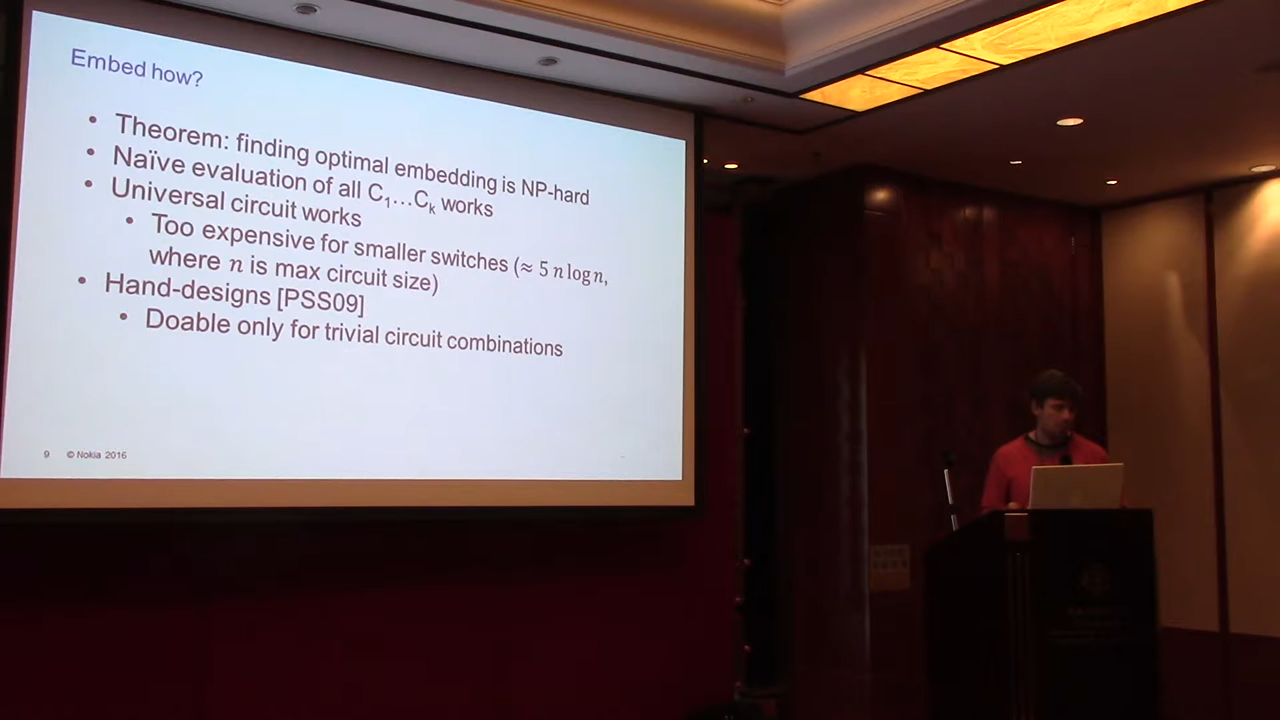 Embed how?
• Theorem: finding optimal embedding is NP-hard
• Naïve evaluation of all C₁…Cₖ works
• Universal circuit works
• Too expensive for smaller switches (≈ 5 n log n,
where n is max circuit size)
• Hand-designs [PSS09]
• Doable only for trivial circuit combinations
9 © Nokia 2016